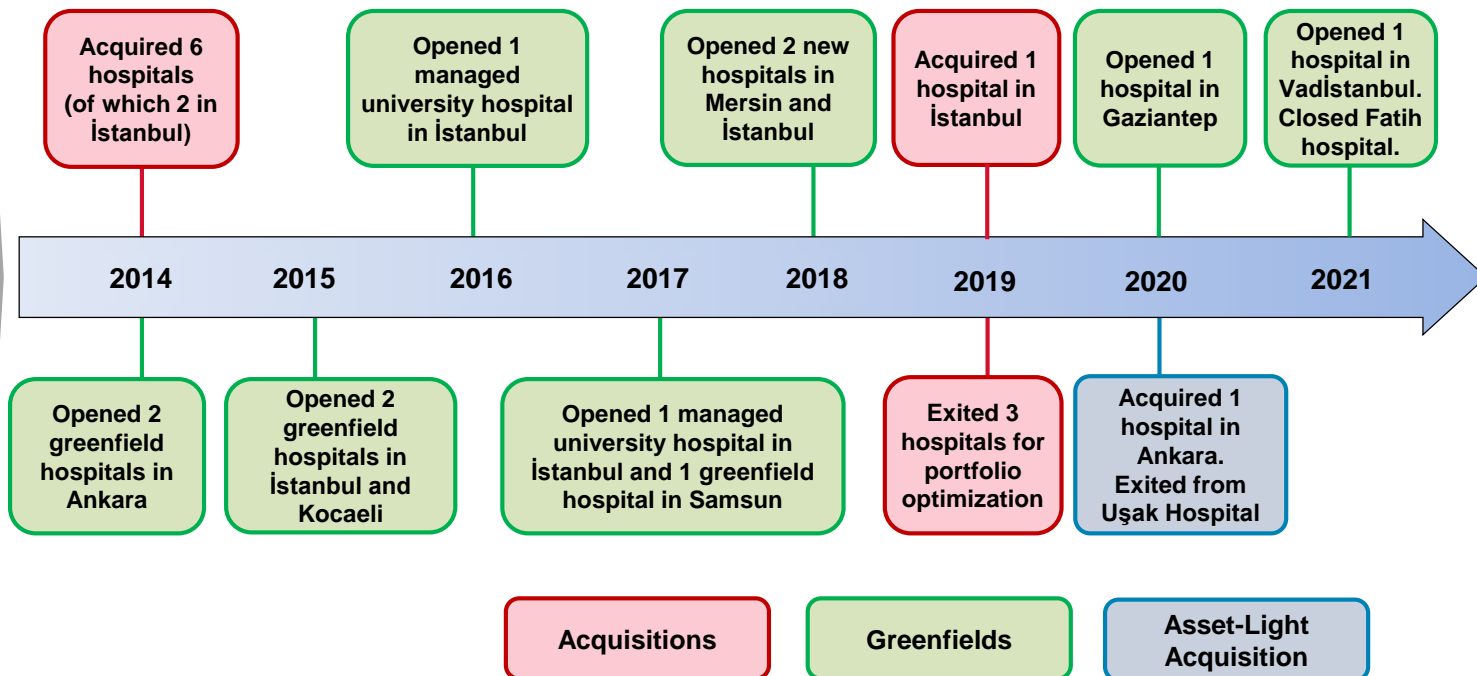 Acquired 6
hospitals
(of which 2 in
İstanbul)
Opened 1
managed
university hospital
in İstanbul
Opened 2 new
hospitals in
Mersin and
İstanbul
Acquired 1
hospital in
İstanbul
Opened 1
hospital in
Gaziantep
Opened 1
hospital in
Vadİstanbul.
Closed Fatih
hospital.
2014
2015
2016
2017
2018
2019
2020
2021
Opened 2
greenfield
hospitals in
Ankara
Opened 2
greenfield
hospitals in
İstanbul and
Kocaeli
Opened 1 managed
university hospital in
İstanbul and 1 greenfield
hospital in Samsun
Exited 3
hospitals for
portfolio
optimization
Acquired 1
hospital in
Ankara.
Exited from
Uşak Hospital
Acquisitions
Greenfields
Asset-Light
Acquisition